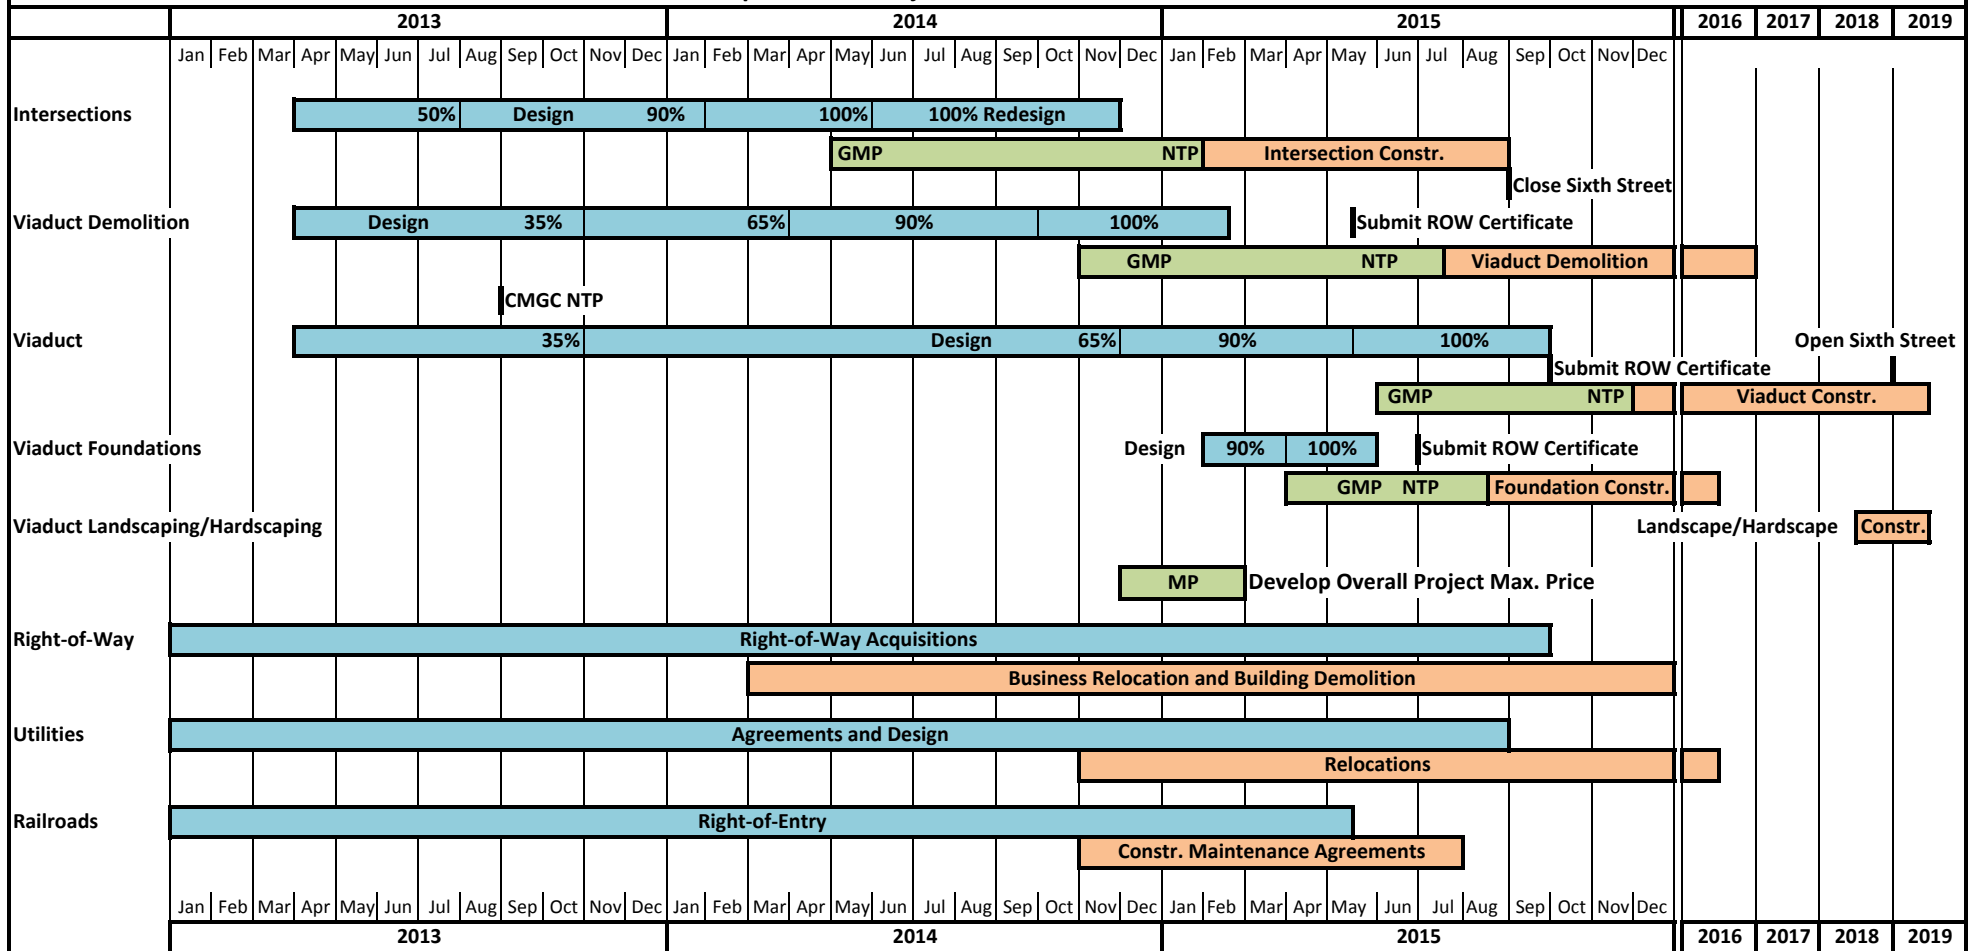 2013 2014 2015 2016 2017 2018 2019
Jan Feb Mar Apr May Jun Jul Aug Sep Oct Nov Dec Jan Feb Mar Apr May Jun Jul Aug Sep Oct Nov Dec Jan Feb Mar Apr May Jun Jul Aug Sep Oct Nov Dec
Intersections 50% Design 90% 100% 100% Redesign
GMP NTP Intersection Constr.
Close Sixth Street
Viaduct Demolition Design 35% 65% 90% 100% Submit ROW Certificate
GMP NTP Viaduct Demolition
CMGC NTP
Viaduct 35% Design 65% 90% 100% Open Sixth Street
Submit ROW Certificate
GMP NTP Viaduct Constr.
Viaduct Foundations Design 90% 100% Submit ROW Certificate
GMP NTP Foundation Constr.
Viaduct Landscaping/Hardscaping Landscape/Hardscape Constr.
MP Develop Overall Project Max. Price
Right-of-Way Right-of-Way Acquisitions
Business Relocation and Building Demolition
Utilities Agreements and Design
Relocations
Railroads Right-of-Entry
Constr. Maintenance Agreements
Jan Feb Mar Apr May Jun Jul Aug Sep Oct Nov Dec Jan Feb Mar Apr May Jun Jul Aug Sep Oct Nov Dec Jan Feb Mar Apr May Jun Jul Aug Sep Oct Nov Dec
2013 2014 2015 2016 2017 2018 2019